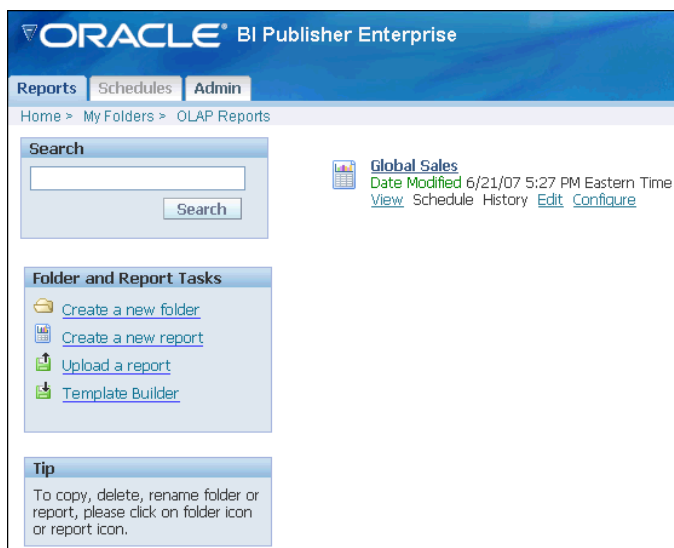 ORACLE BI Publisher Enterprise
Reports Schedules Admin
Home > My Folders > OLAP Reports
Search
Search
Global Sales
Date Modified 6/21/07 5:27 PM Eastern Time
View Schedule History Edit Configure
Folder and Report Tasks
Create a new folder
Create a new report
Upload a report
Template Builder
Tip
To copy, delete, rename folder or
report, please click on folder icon
or report icon.